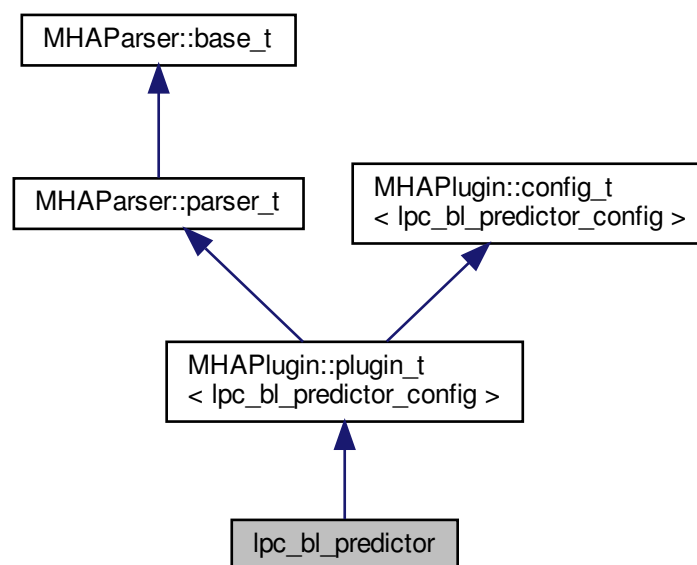 MHAParser::base_t
MHAParser::parser_t
MHAPlugin::config_t
< lpc_bl_predictor_config >
MHAPlugin::plugin_t
< lpc_bl_predictor_config >
lpc_bl_predictor